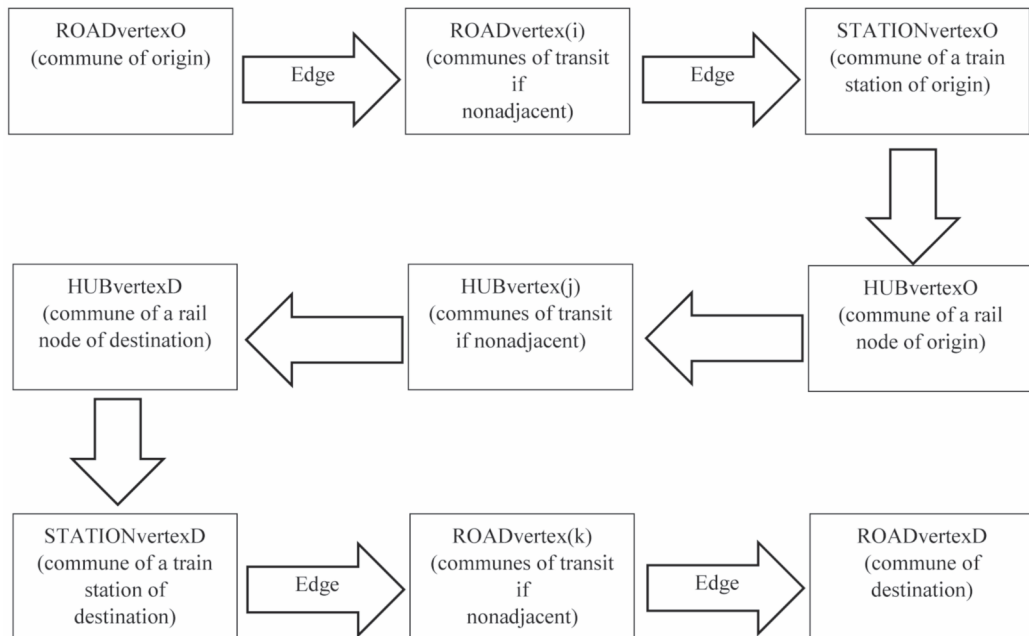 ROADvertexO
(commune of origin)
Edge
ROADvertex(i)
(communes of transit
if
nonadjacent)
Edge
STATIONvertexO
(commune of a train
station of origin)
HUBvertexD
(commune of a rail
node of destination)
HUBvertex(j)
(communes of transit
if nonadjacent)
HUBvertexO
(commune of a rail
node of origin)
STATIONvertexD
(commune of a train
station of
destination)
Edge
ROADvertex(k)
(communes of transit
if
nonadjacent)
Edge
ROADvertexD
(commune of
destination)